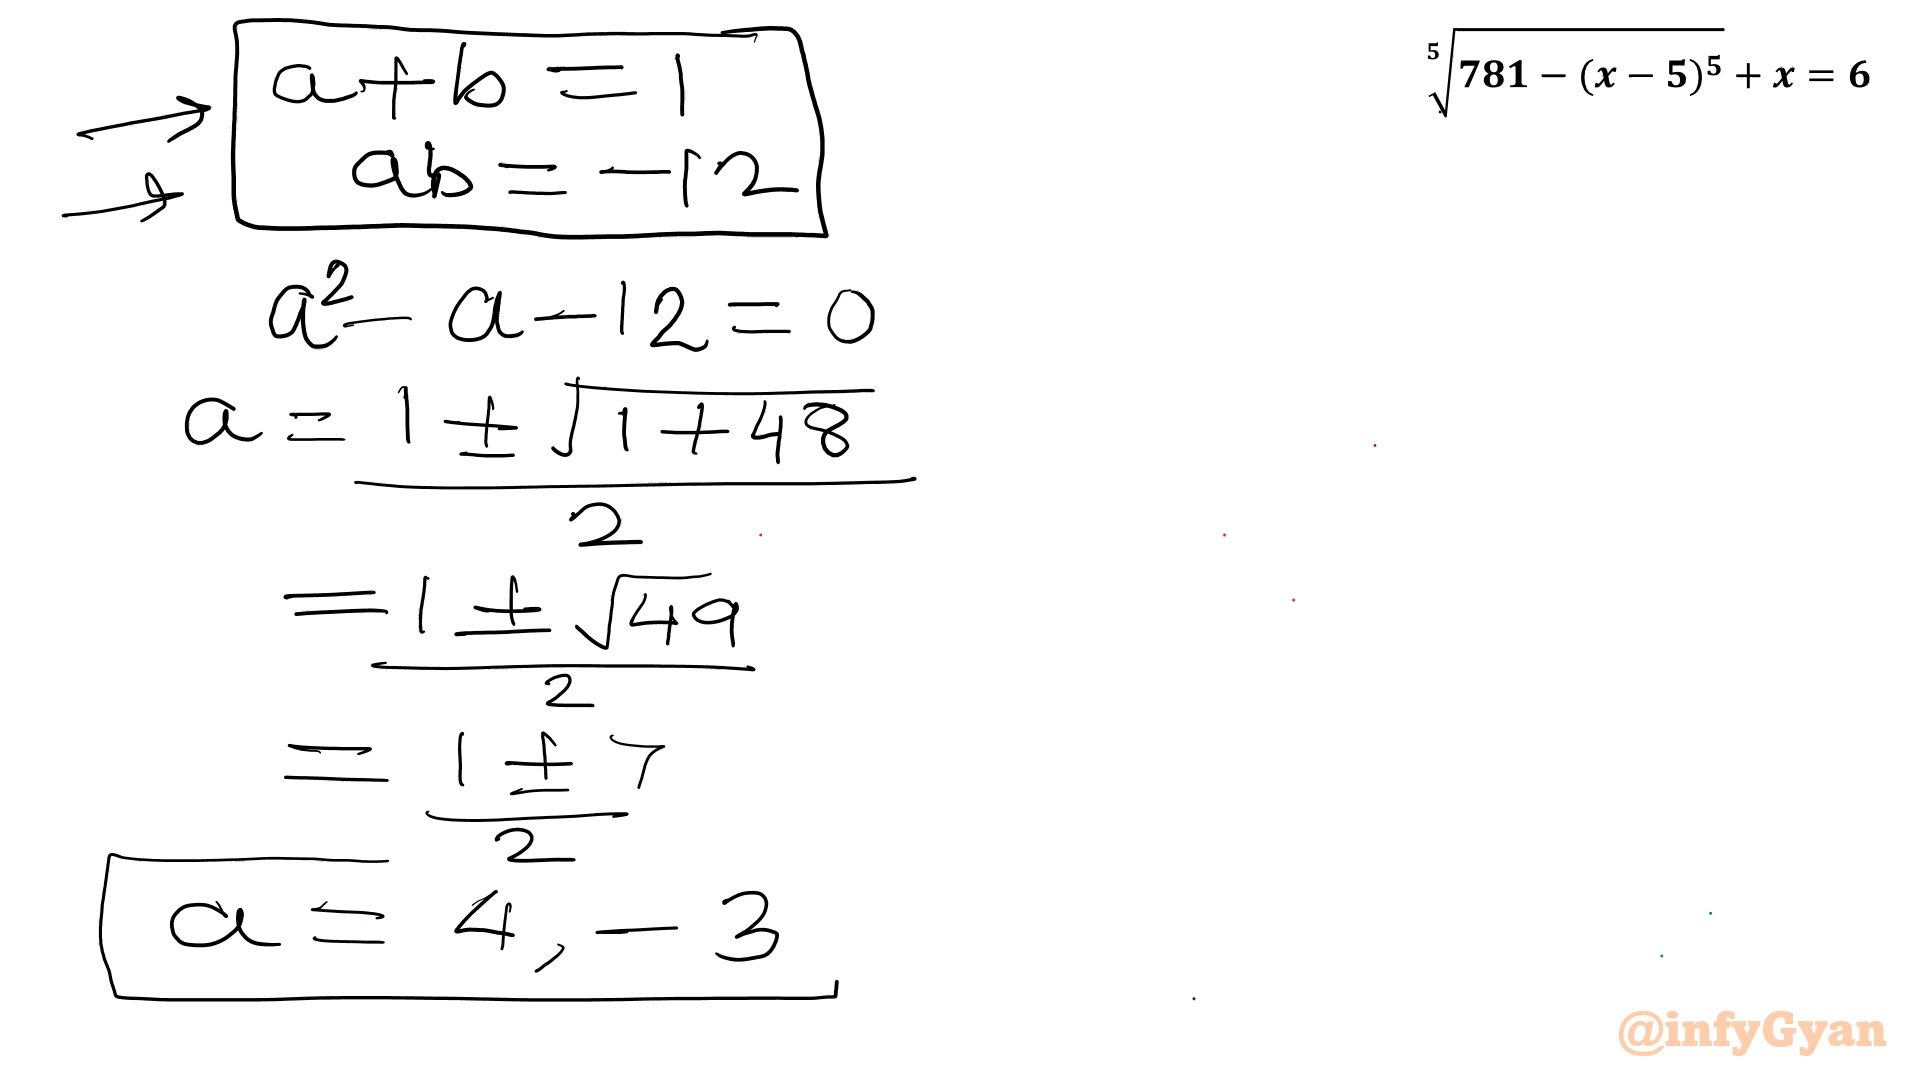 a + b = 1
ab = -12
a² - a - 12 = 0
a = (1 ± √(1 + 48)) / 2
= (1 ± √49) / 2
= (1 ± 7) / 2
a = 4, -3
⁵√(781 − (x − 5)⁵) + x = 6
@infyGyan